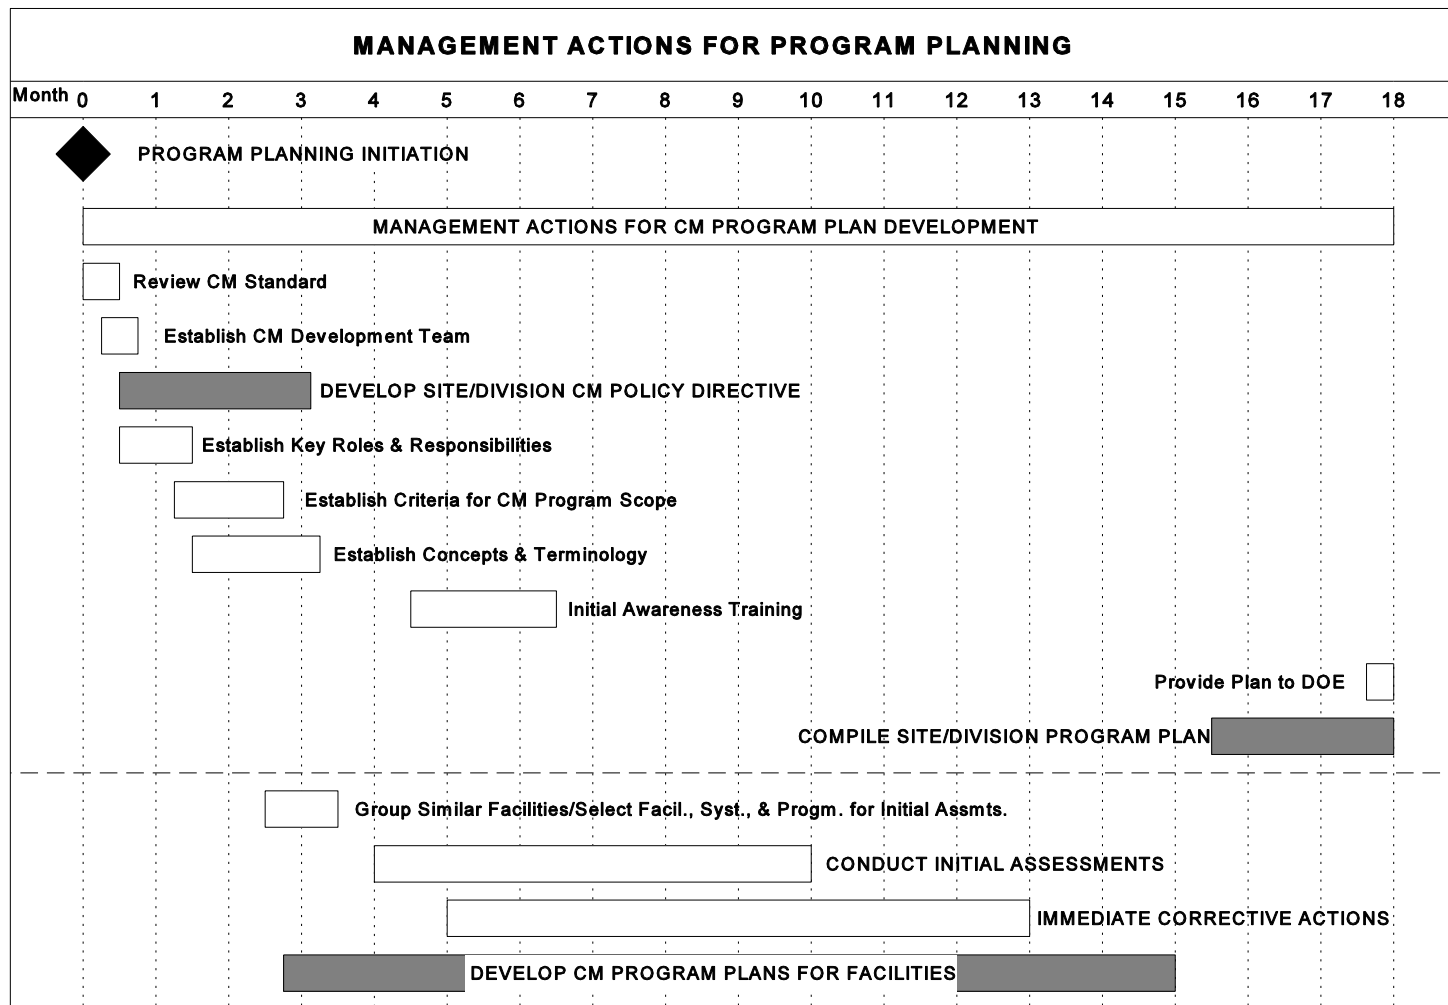 MANAGEMENT ACTIONS FOR PROGRAM PLANNING
Month 0 1 2 3 4 5 6 7 8 9 10 11 12 13 14 15 16 17 18
PROGRAM PLANNING INITIATION
MANAGEMENT ACTIONS FOR CM PROGRAM PLAN DEVELOPMENT
Review CM Standard
Establish CM Development Team
DEVELOP SITE/DIVISION CM POLICY DIRECTIVE
Establish Key Roles & Responsibilities
Establish Criteria for CM Program Scope
Establish Concepts & Terminology
Initial Awareness Training
Provide Plan to DOE
COMPILE SITE/DIVISION PROGRAM PLAN
Group Similar Facilities/Select Facil., Syst., & Progm. for Initial Assmts.
CONDUCT INITIAL ASSESSMENTS
IMMEDIATE CORRECTIVE ACTIONS
DEVELOP CM PROGRAM PLANS FOR FACILITIES